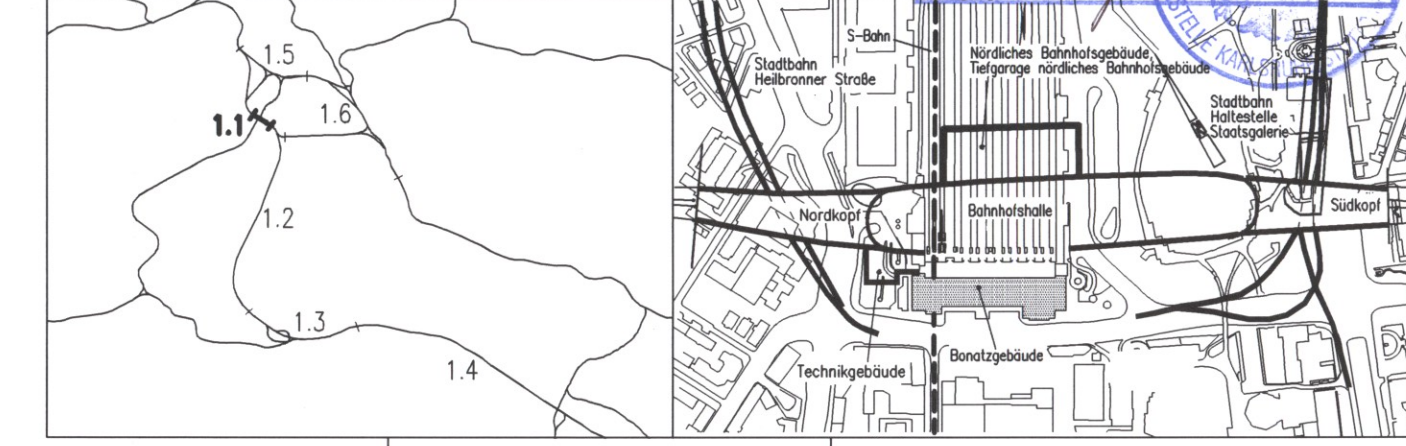 1.5
1.6
1.1
1.2
1.3
1.4
S-Bahn
Nördliches Bahnhofsgebäude,
Tiefgarage nördliches Bahnhofsgebäude
Stadtbahn
Heilbronner Straße
Stadtbahn
Haltestelle
Staatsgalerie
Nordkopf
Bahnhofshalle
Südkopf
Technikgebäude
Bonatzgebäude